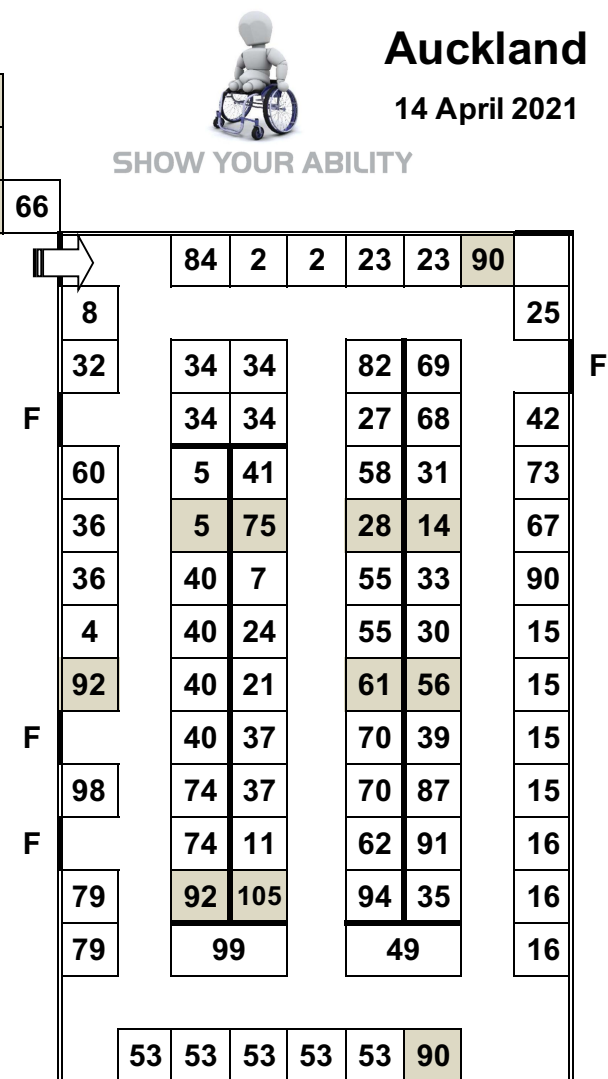 Auckland
14 April 2021
SHOW YOUR ABILITY
66
84 2 2 23 23 90
8 25
32 34 34 82 69 F
F 34 34 27 68 42
60 5 41 58 31 73
36 5 75 28 14 67
36 40 7 55 33 90
4 40 24 55 30 15
92 40 21 61 56 15
F 40 37 70 39 15
98 74 37 70 87 15
F 74 11 62 91 16
79 92 105 94 35 16
79 99 49 16
53 53 53 53 53 90